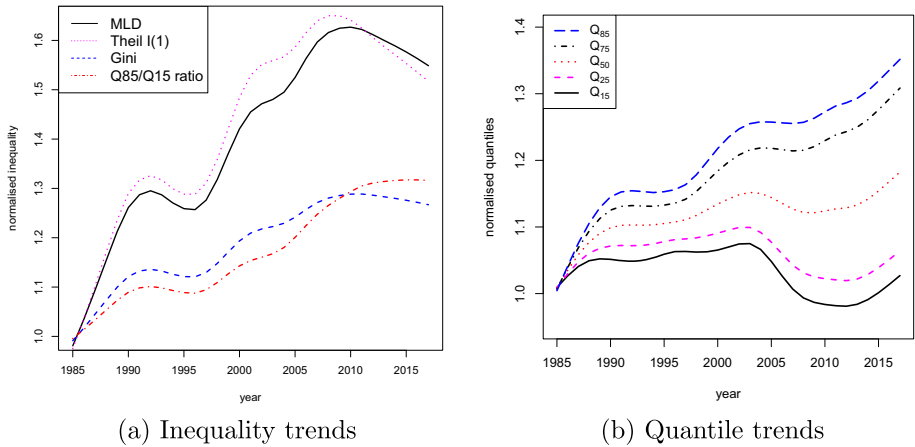 MLD
Theil I(1)
Gini
Q85/Q15 ratio
normalised inequality
1.0
1.1
1.2
1.3
1.4
1.5
1.6
1985
1990
1995
2000
2005
2010
2015
year
(a) Inequality trends
Q85
Q75
Q50
Q25
Q15
normalised quantiles
1.0
1.1
1.2
1.3
1.4
1985
1990
1995
2000
2005
2010
2015
year
(b) Quantile trends